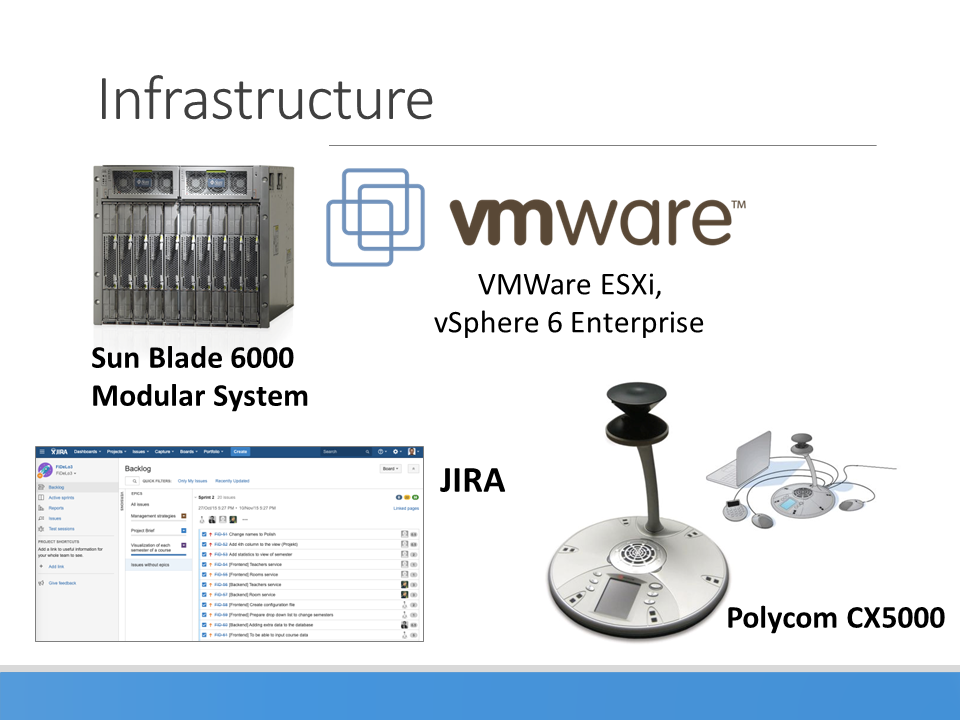 Infrastructure
vmware™
VMWare ESXi,
vSphere 6 Enterprise
Sun Blade 6000
Modular System
JIRA Dashboards Projects Issues Capture Portfolio Boards Create Search
FiDeLo3
FiDeLo3
Backlog
Active sprints
Reports
Issues
Test sessions
PROJECT SHORTCUTS
Add a link to useful information for
your whole team to see.
Add link
Give feedback
Backlog
Board
QUICK FILTERS: Only My Issues Recently Updated
VERSIONS
EPICS
All issues
Management strategies
Project Brief
Visualization of each
semester of a course
Issues without epics
Sprint 2 20 issues
27/Oct/15 5:27 PM • 10/Nov/15 5:27 PM
Linked pages
FID-51 Change names to Polish
FID-52 Add 4th column to the view (Projekt)
FID-53 Add statistics to view of semester
FID-54 [Frontend] Teachers service
FID-55 [Frontend] Rooms service
FID-56 [Backend] Teachers service
FID-57 [Backend] Room service
FID-58 [Frontend] Create configuration file
FID-59 [Frontned] Prepare drop down list to change semesters
FID-60 [Backend] Adding extra data to the database
FID-61 [Frontend] To be able to input course data
JIRA
Polycom CX5000